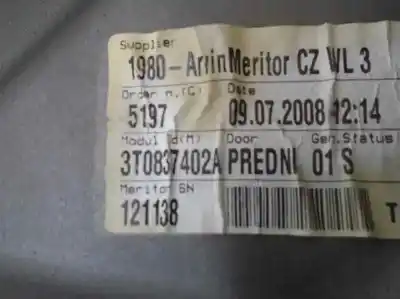 Supplier
1980-ArvinMeritor CZ WL 3
Order n.(C) Date
5197 09.07.2008 12:14
Modul id(M) Door Gen.Status
3T0837402A PREDNI 01 S
Meritor SN
121138 T